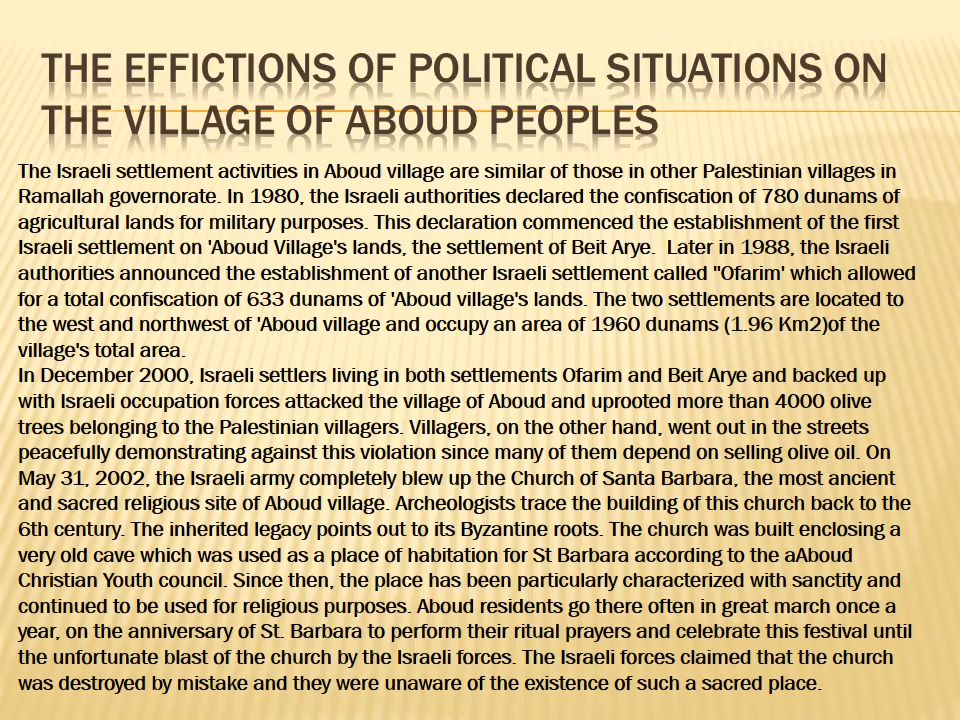 THE EFFICTIONS OF POLITICAL SITUATIONS ON
THE VILLAGE OF ABOUD PEOPLES
The Israeli settlement activities in Aboud village are similar of those in other Palestinian villages in
Ramallah governorate. In 1980, the Israeli authorities declared the confiscation of 780 dunams of
agricultural lands for military purposes. This declaration commenced the establishment of the first
Israeli settlement on 'Aboud Village's lands, the settlement of Beit Arye.  Later in 1988, the Israeli
authorities announced the establishment of another Israeli settlement called "Ofarim' which allowed
for a total confiscation of 633 dunams of 'Aboud village's lands. The two settlements are located to
the west and northwest of 'Aboud village and occupy an area of 1960 dunams (1.96 Km2)of the
village's total area.
In December 2000, Israeli settlers living in both settlements Ofarim and Beit Arye and backed up
with Israeli occupation forces attacked the village of Aboud and uprooted more than 4000 olive
trees belonging to the Palestinian villagers. Villagers, on the other hand, went out in the streets
peacefully demonstrating against this violation since many of them depend on selling olive oil. On
May 31, 2002, the Israeli army completely blew up the Church of Santa Barbara, the most ancient
and sacred religious site of Aboud village. Archeologists trace the building of this church back to the
6th century. The inherited legacy points out to its Byzantine roots. The church was built enclosing a
very old cave which was used as a place of habitation for St Barbara according to the aAboud
Christian Youth council. Since then, the place has been particularly characterized with sanctity and
continued to be used for religious purposes. Aboud residents go there often in great march once a
year, on the anniversary of St. Barbara to perform their ritual prayers and celebrate this festival until
the unfortunate blast of the church by the Israeli forces. The Israeli forces claimed that the church
was destroyed by mistake and they were unaware of the existence of such a sacred place.